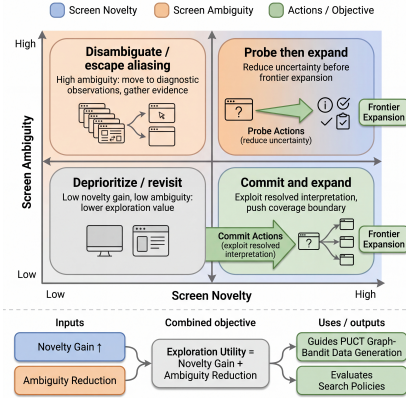 Screen Novelty
Screen Ambiguity
Actions / Objective
High
Disambiguate /
escape aliasing
High ambiguity: move to diagnostic
observations, gather evidence
Probe then expand
Reduce uncertainty before
frontier expansion
?
Probe Actions
(reduce uncertainty)
Frontier
Expansion
Screen Ambiguity
Deprioritize / revisit
Low novelty gain, low ambiguity:
lower exploration value
Commit and expand
Exploit resolved interpretation,
push coverage boundary
Commit Actions
(exploit resolved
interpretation)
?
Frontier
Expansion
Low
Low
Screen Novelty
High
Inputs
Combined objective
Uses / outputs
Novelty Gain ↑
Ambiguity Reduction
Exploration Utility =
Novelty Gain +
Ambiguity Reduction
Guides PUCT Graph-
Bandit Data Generation
Evaluates
Search Policies